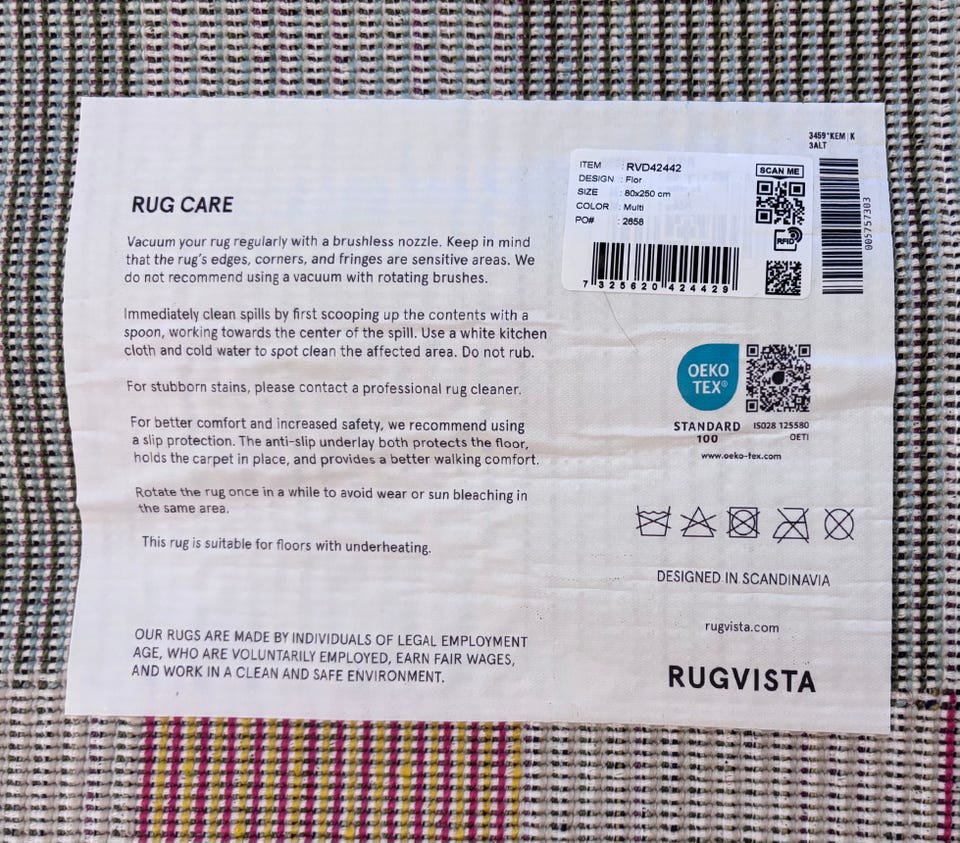 RUG CARE
Vacuum your rug regularly with a brushless nozzle. Keep in mind
that the rug's edges, corners, and fringes are sensitive areas. We
do not recommend using a vacuum with rotating brushes.
Immediately clean spills by first scooping up the contents with a
spoon, working towards the center of the spill. Use a white kitchen
cloth and cold water to spot clean the affected area. Do not rub.
For stubborn stains, please contact a professional rug cleaner.
For better comfort and increased safety, we recommend using
a slip protection. The anti-slip underlay both protects the floor,
holds the carpet in place, and provides a better walking comfort.
Rotate the rug once in a while to avoid wear or sun bleaching in
the same area.
This rug is suitable for floors with underheating.
OUR RUGS ARE MADE BY INDIVIDUALS OF LEGAL EMPLOYMENT
AGE, WHO ARE VOLUNTARILY EMPLOYED, EARN FAIR WAGES,
AND WORK IN A CLEAN AND SAFE ENVIRONMENT.
3459*KEM|K
3ALT
ITEM : RVD42442
DESIGN : Flor
SIZE : 80x250 cm
COLOR : Multi
PO# : 2658
SCAN ME
RFID
7 325620 424429
OEKO
TEX®
STANDARD
100
IS028 125580
OETI
www.oeko-tex.com
DESIGNED IN SCANDINAVIA
rugvista.com
RUGVISTA